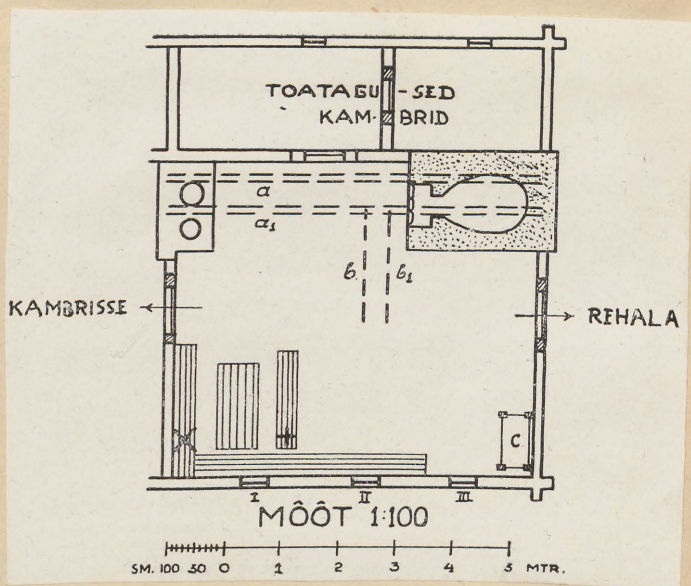 TOATAGU-SED
KAM-BRID
a
a1
b b1
KAMBRISSE
REHALA
C
I II III
MÕÕT 1:100
SM. 100 50 0 1 2 3 4 5 MTR.